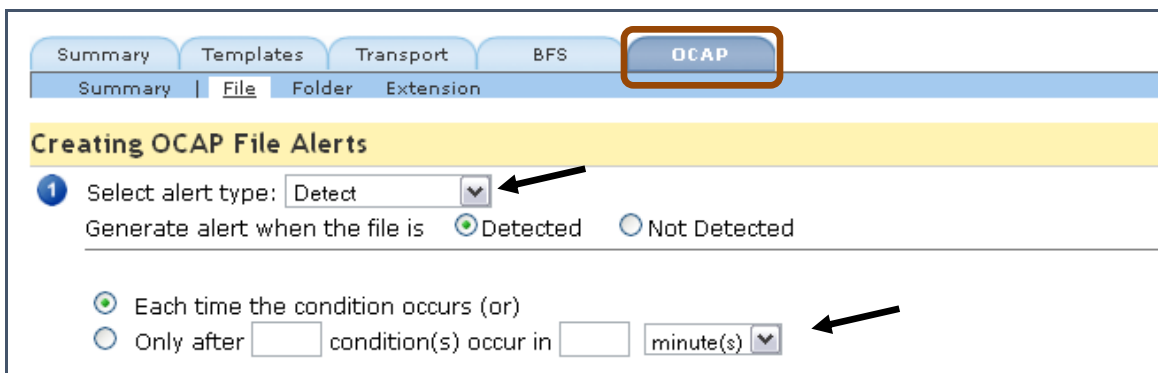 Summary Templates Transport BFS OCAP
Summary | File Folder Extension
Creating OCAP File Alerts
1 Select alert type: Detect
Generate alert when the file is Detected Not Detected
Each time the condition occurs (or)
Only after condition(s) occur in minute(s)